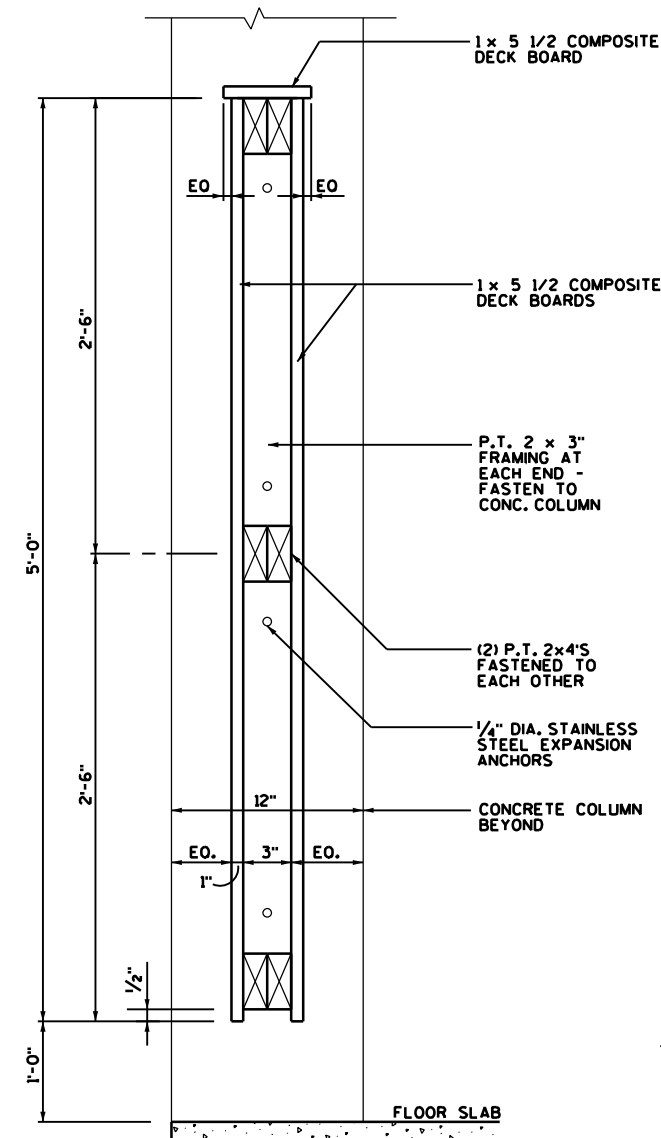 1 x 5 1/2 COMPOSITE
DECK BOARD
EQ
EQ
1 x 5 1/2 COMPOSITE
DECK BOARDS
2'-6"
P.T. 2 x 3"
FRAMING AT
EACH END -
FASTEN TO
CONC. COLUMN
5'-0"
(2) P.T. 2x4'S
FASTENED TO
EACH OTHER
1/4" DIA. STAINLESS
STEEL EXPANSION
ANCHORS
2'-6"
12"
CONCRETE COLUMN
BEYOND
EQ.
3"
EQ.
1"
1/2"
1'-0"
FLOOR SLAB